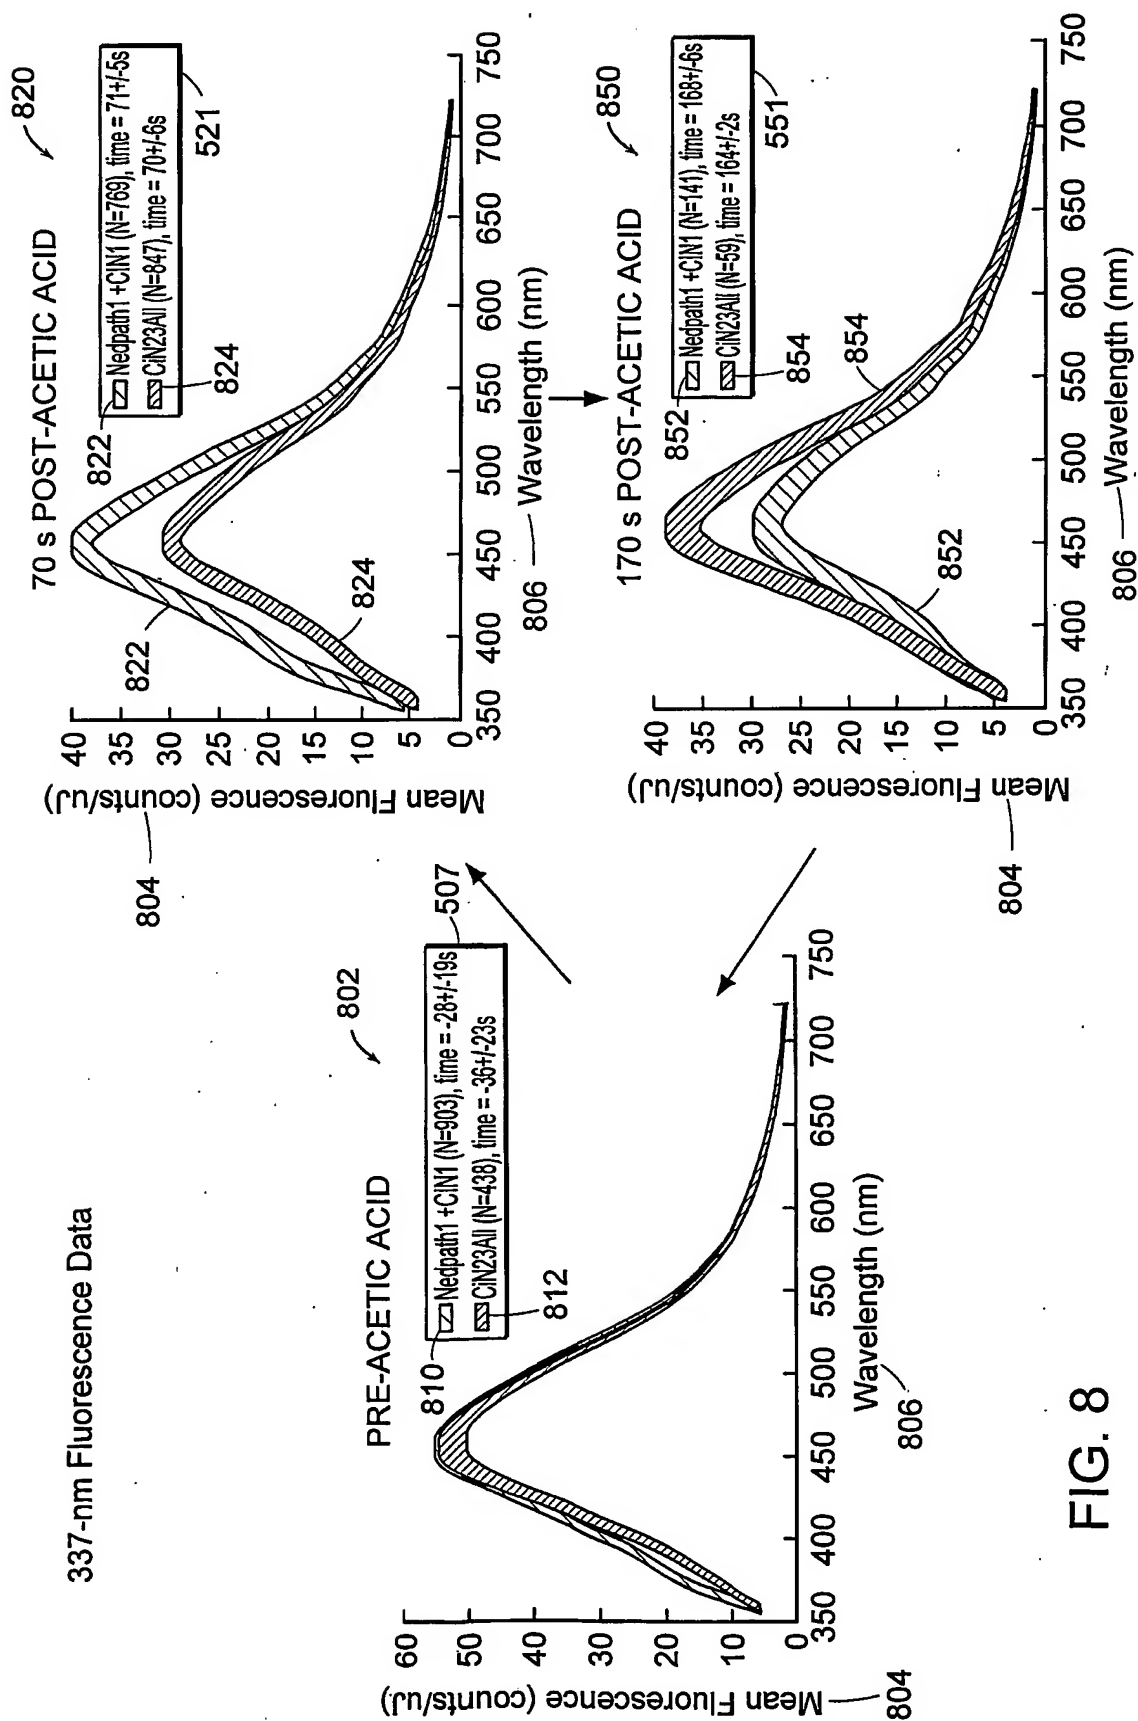 337-nm Fluorescence Data
PRE-ACETIC ACID
802
810
Nedpath1 +CIN1 (N=903), time = -28+/-19s
CIN23All (N=438), time = -36+/-23s
507
812
60
50
40
30
20
10
0
Mean Fluorescence (counts/uJ)
804
350 400 450 500 550 600 650 700 750
Wavelength (nm)
806
70 s POST-ACETIC ACID
820
822
Nedpath1 +CIN1 (N=769), time = 71+/-5s
CIN23All (N=847), time = 70+/-6s
521
824
822
824
40
35
30
25
20
15
10
5
0
Mean Fluorescence (counts/uJ)
804
350 400 450 500 550 600 650 700 750
806 Wavelength (nm)
170 s POST-ACETIC ACID
850
852
Nedpath1 +CIN1 (N=141), time = 168+/-6s
CIN23All (N=59), time = 164+/-2s
551
854
854
852
40
35
30
25
20
15
10
5
0
Mean Fluorescence (counts/uJ)
804
350 400 450 500 550 600 650 700 750
806 Wavelength (nm)
FIG. 8